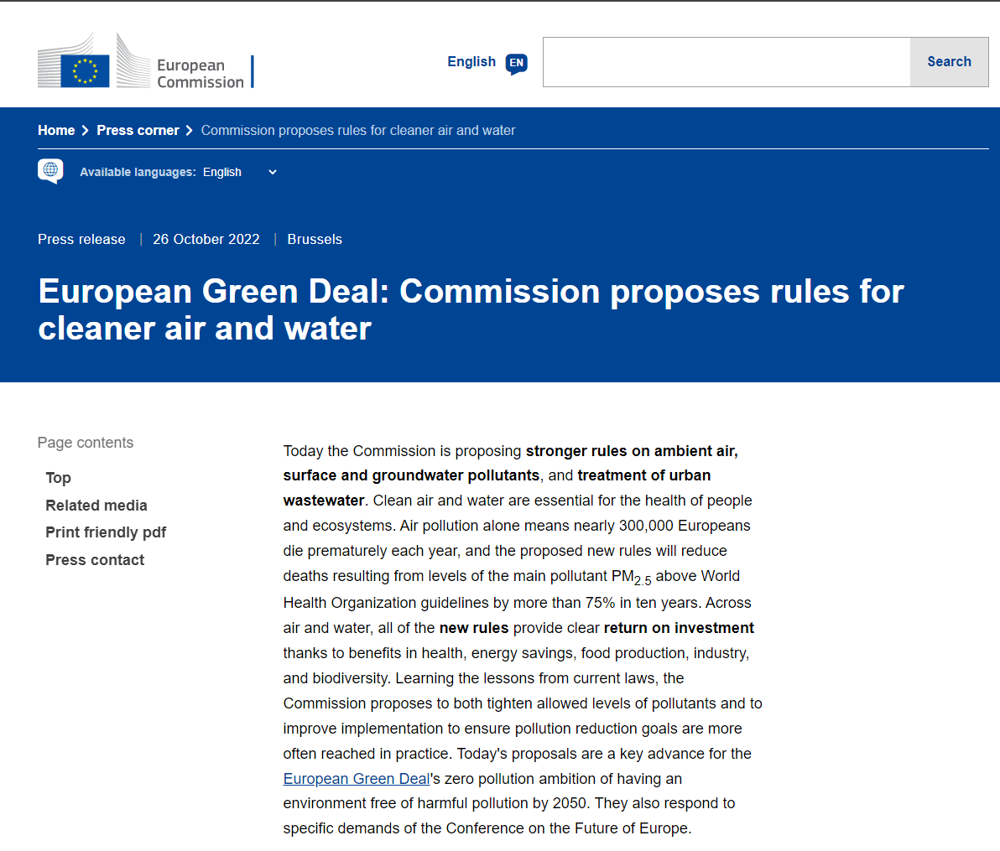 European
Commission
English EN
Search
Home Press corner Commission proposes rules for cleaner air and water
Available languages: English
Press release | 26 October 2022 | Brussels
European Green Deal: Commission proposes rules for
cleaner air and water
Page contents
Top
Related media
Print friendly pdf
Press contact
Today the Commission is proposing stronger rules on ambient air,
surface and groundwater pollutants, and treatment of urban
wastewater. Clean air and water are essential for the health of people
and ecosystems. Air pollution alone means nearly 300,000 Europeans
die prematurely each year, and the proposed new rules will reduce
deaths resulting from levels of the main pollutant PM2.5 above World
Health Organization guidelines by more than 75% in ten years. Across
air and water, all of the new rules provide clear return on investment
thanks to benefits in health, energy savings, food production, industry,
and biodiversity. Learning the lessons from current laws, the
Commission proposes to both tighten allowed levels of pollutants and to
improve implementation to ensure pollution reduction goals are more
often reached in practice. Today's proposals are a key advance for the
European Green Deal's zero pollution ambition of having an
environment free of harmful pollution by 2050. They also respond to
specific demands of the Conference on the Future of Europe.